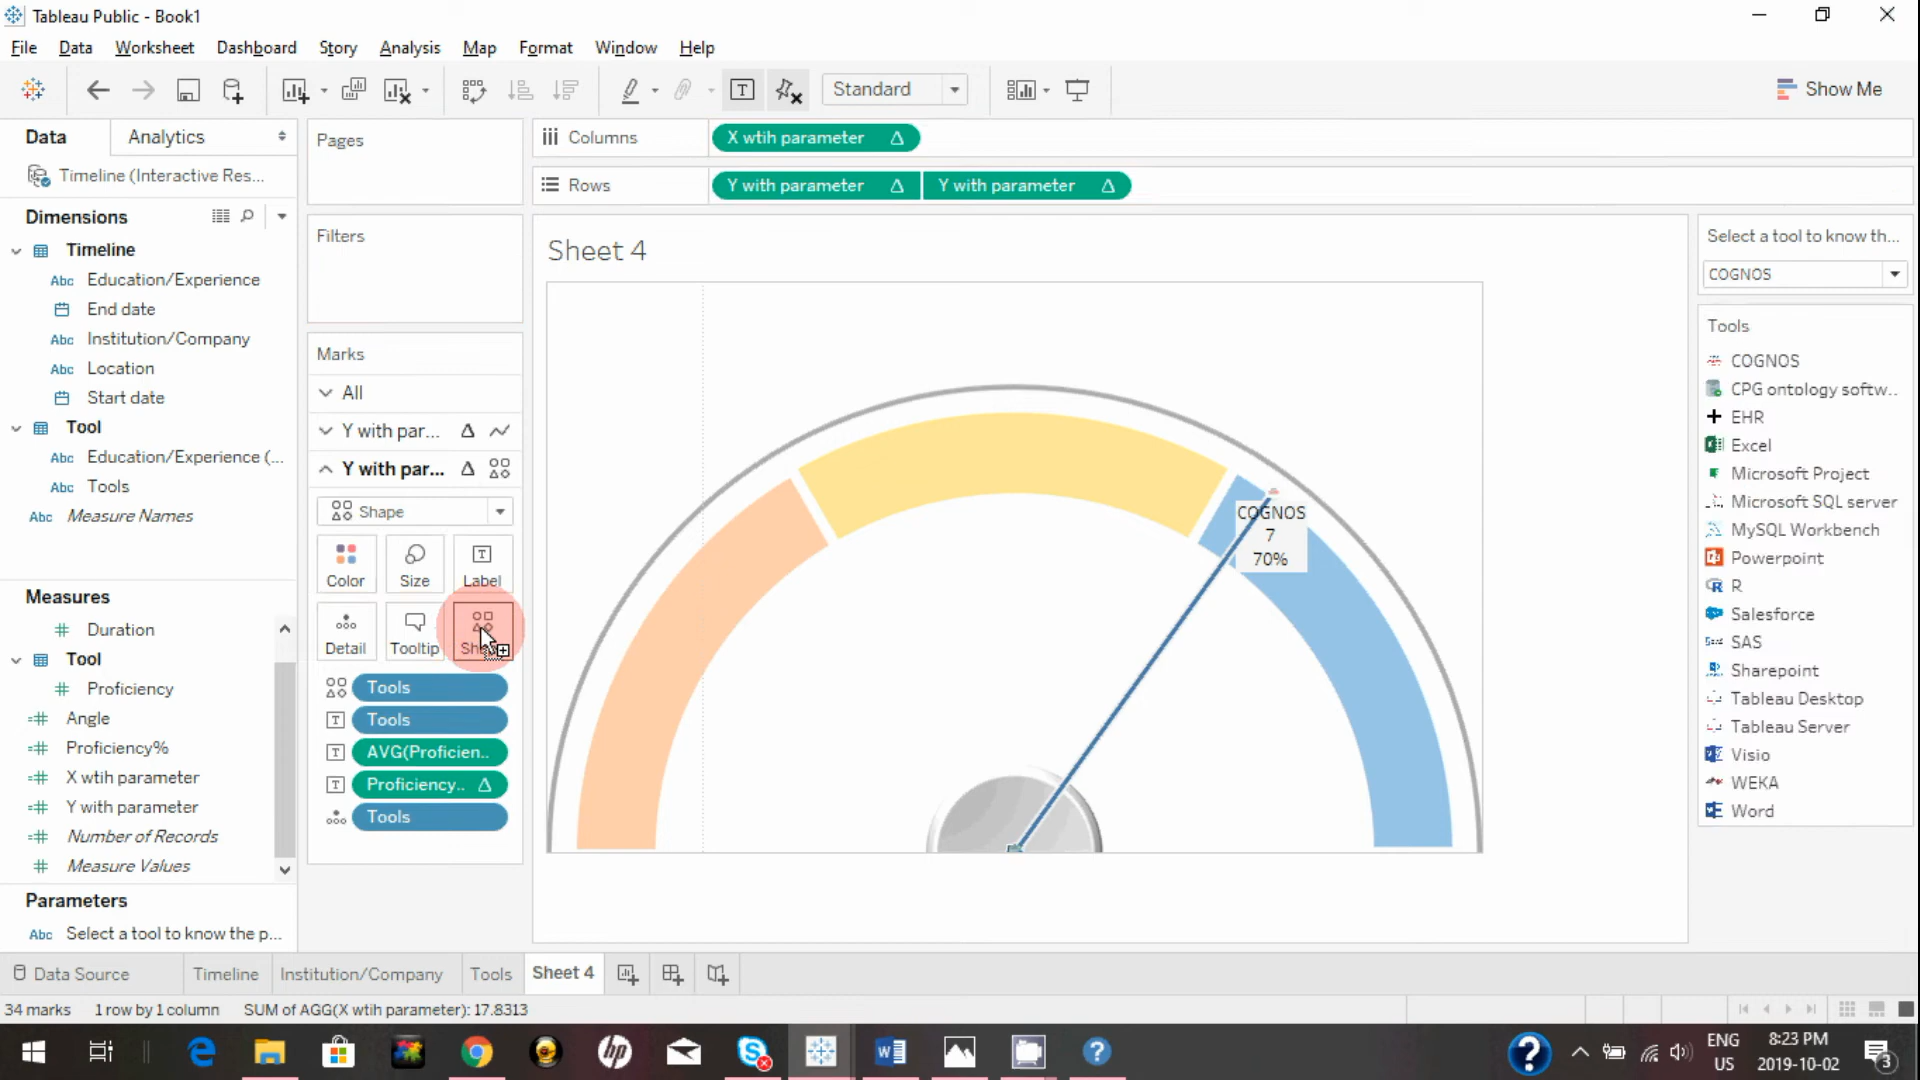 Tableau Public - Book1
File Data Worksheet Dashboard Story Analysis Map Format Window Help
Standard
Show Me
Data Analytics
Timeline (Interactive Res...
Dimensions
Timeline
Abc Education/Experience
End date
Abc Institution/Company
Abc Location
Start date
Tool
Abc Education/Experience (...
Abc Tools
Abc Measure Names
Measures
# Duration
Tool
# Proficiency
=# Angle
=# Proficiency%
=# X wtih parameter
=# Y with parameter
=# Number of Records
# Measure Values
Parameters
Abc Select a tool to know the p...
Pages
Filters
Marks
All
Y with par... Δ
Y with par... Δ
Shape
Color Size Label
Detail Tooltip
Tools
Tools
AVG(Proficien..
Proficiency.. Δ
Tools
Columns X wtih parameter Δ
Rows Y with parameter Δ Y with parameter Δ
Sheet 4
COGNOS
7
70%
Select a tool to know th...
COGNOS
Tools
COGNOS
CPG ontology softw..
EHR
Excel
Microsoft Project
Microsoft SQL server
MySQL Workbench
Powerpoint
R
Salesforce
SAS
Sharepoint
Tableau Desktop
Tableau Server
Visio
WEKA
Word
Data Source Timeline Institution/Company Tools Sheet 4
34 marks 1 row by 1 column SUM of AGG(X wtih parameter): 17.8313
ENG
US
8:23 PM
2019-10-02
3